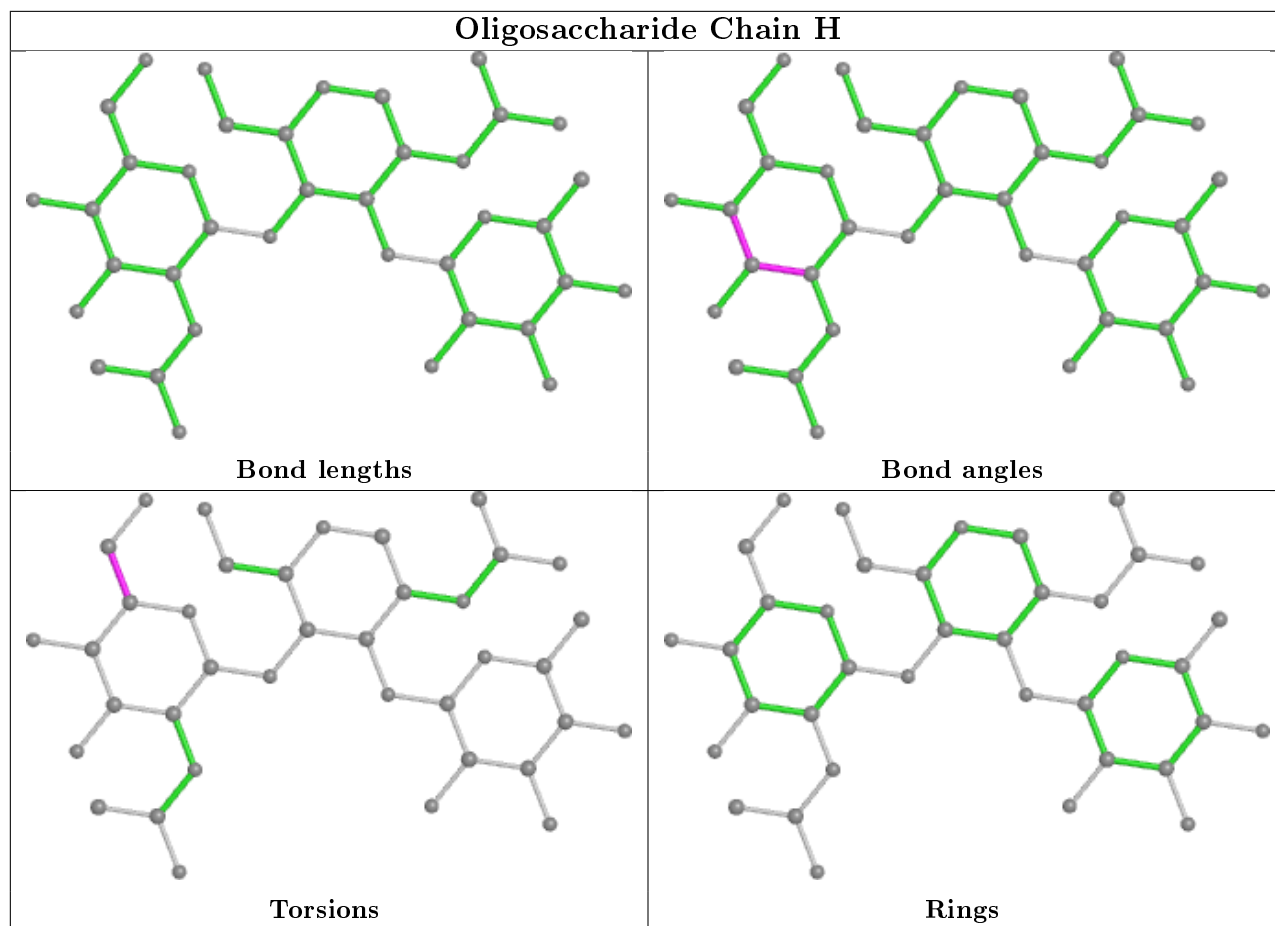 Oligosaccharide Chain H
Bond lengths
Bond angles
Torsions
Rings